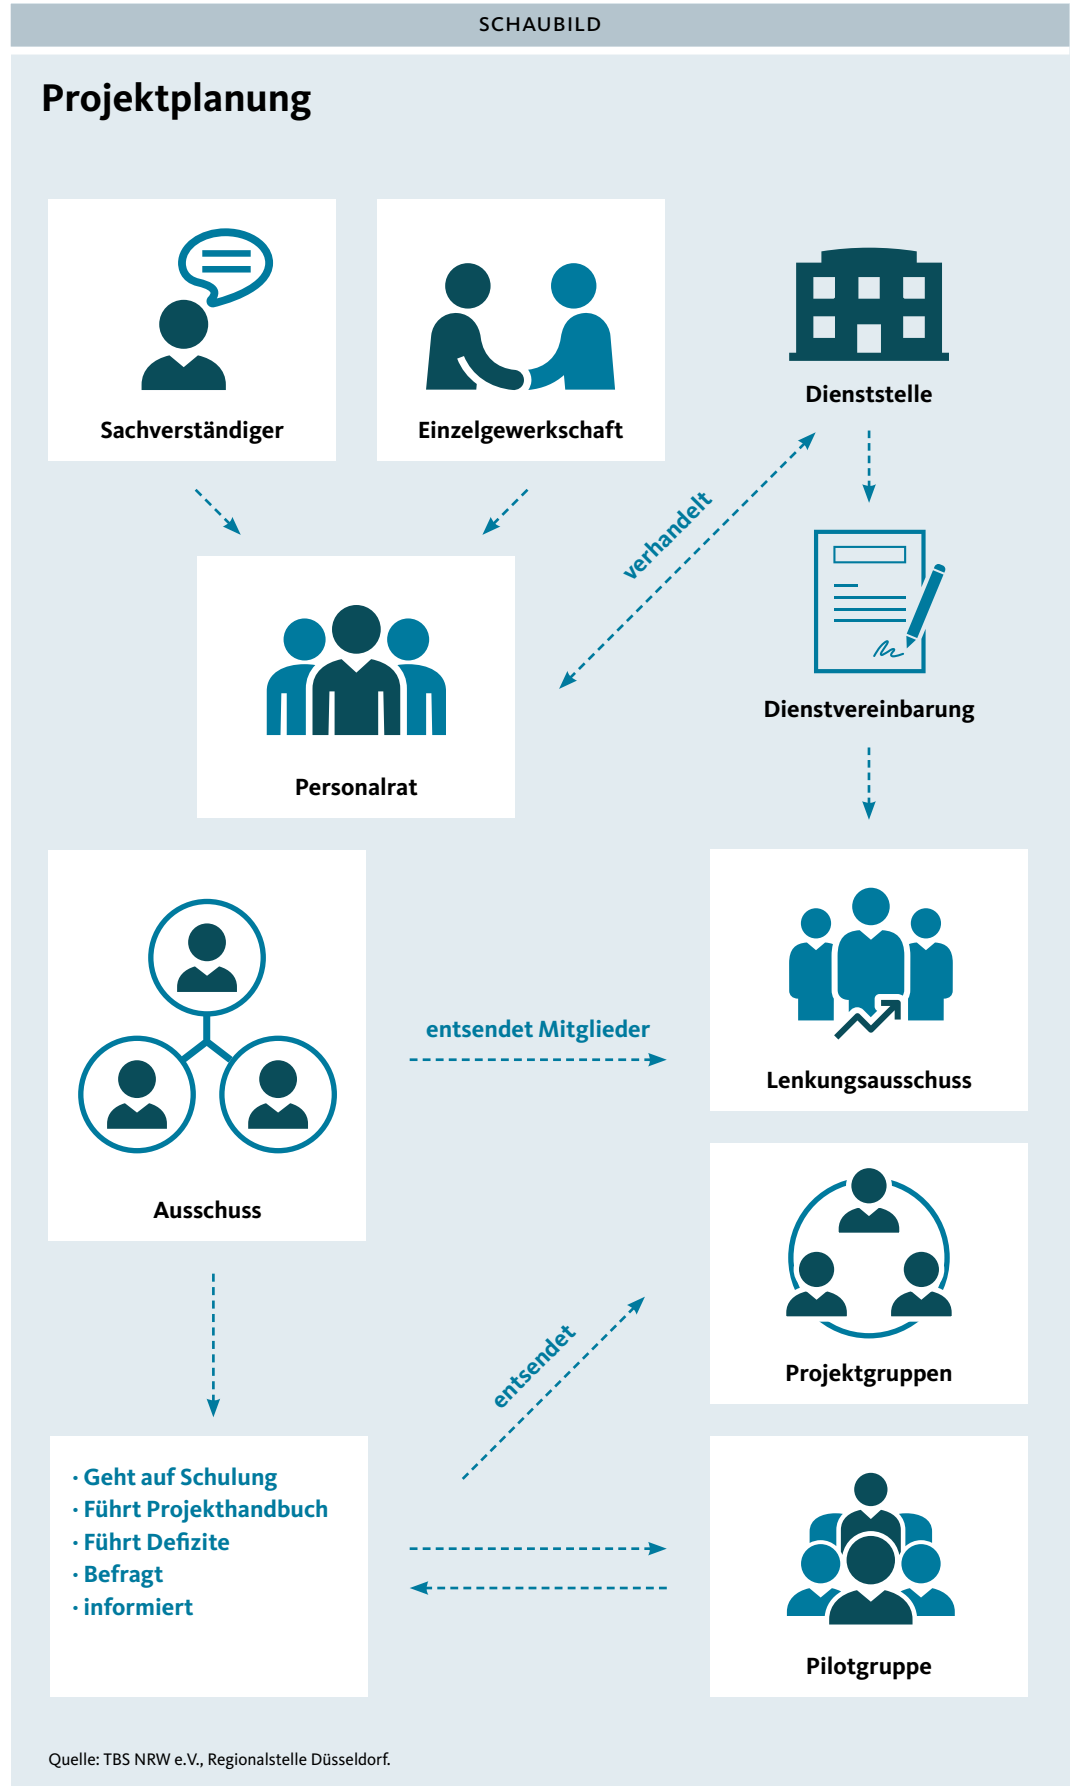 SCHAUBILD
Projektplanung
Sachverständiger
Einzelgewerkschaft
Dienststelle
verhandelt
Dienstvereinbarung
Personalrat
entsendet Mitglieder
Lenkungsausschuss
Ausschuss
entsendet
Projektgruppen
· Geht auf Schulung
· Führt Projekthandbuch
· Führt Defizite
· Befragt
· informiert
Pilotgruppe
Quelle: TBS NRW e.V., Regionalstelle Düsseldorf.